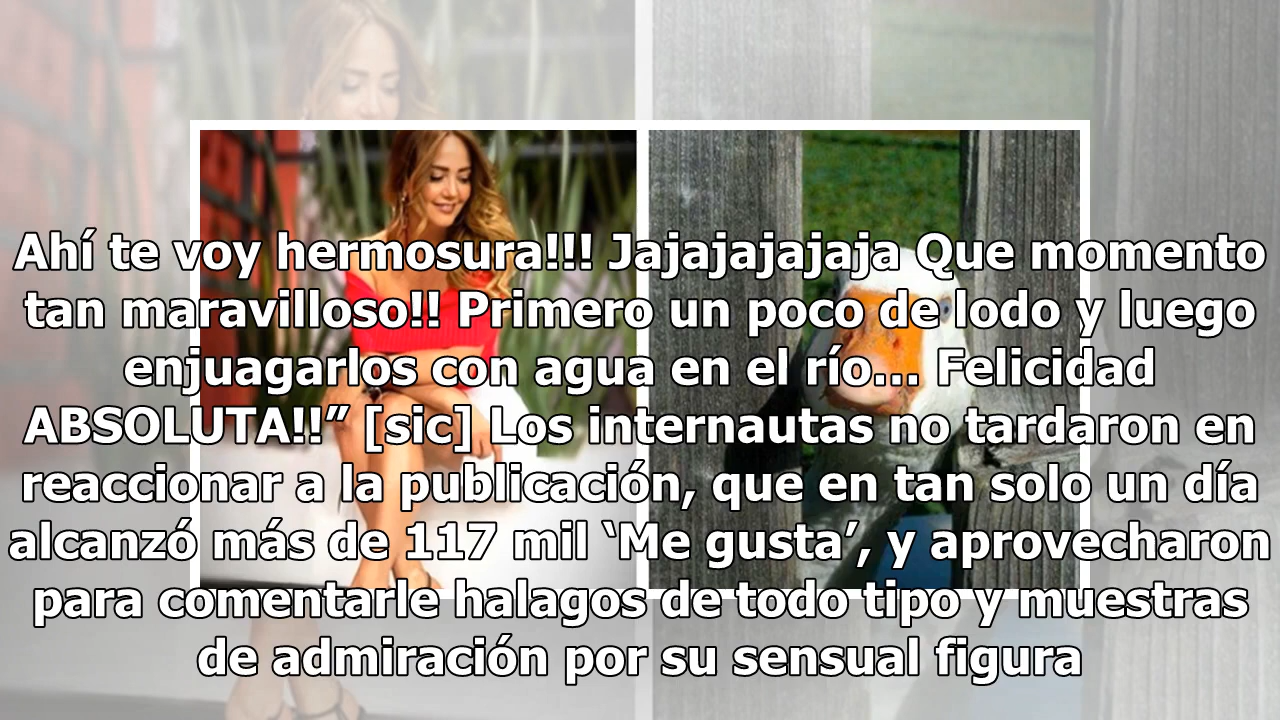 Ahí te voy hermosura!!! Jajajajajaja Que momento
tan maravilloso!! Primero un poco de lodo y luego
enjuagarlos con agua en el río... Felicidad
ABSOLUTA!!” [sic] Los internautas no tardaron en
reaccionar a la publicación, que en tan solo un día
alcanzó más de 117 mil ‘Me gusta’, y aprovecharon
para comentarle halagos de todo tipo y muestras
de admiración por su sensual figura